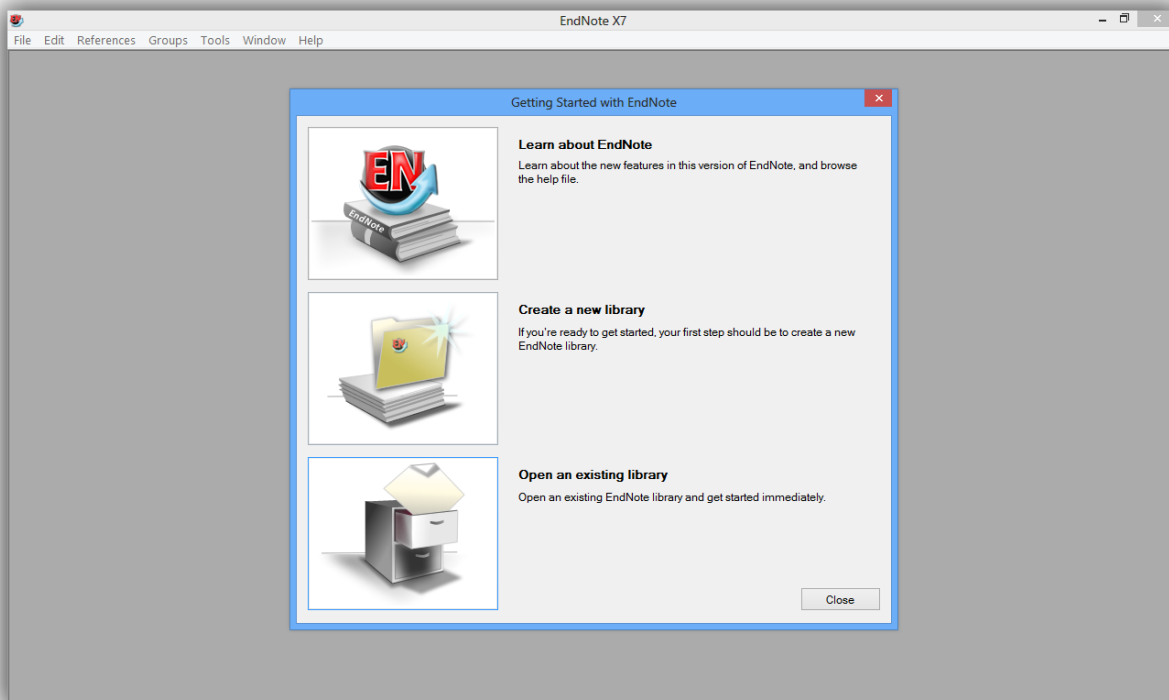 EndNote X7
File Edit References Groups Tools Window Help
Getting Started with EndNote
EN
EndNote
Learn about EndNote
Learn about the new features in this version of EndNote, and browse
the help file.
EN
Create a new library
If you're ready to get started, your first step should be to create a new
EndNote library.
Open an existing library
Open an existing EndNote library and get started immediately.
Close